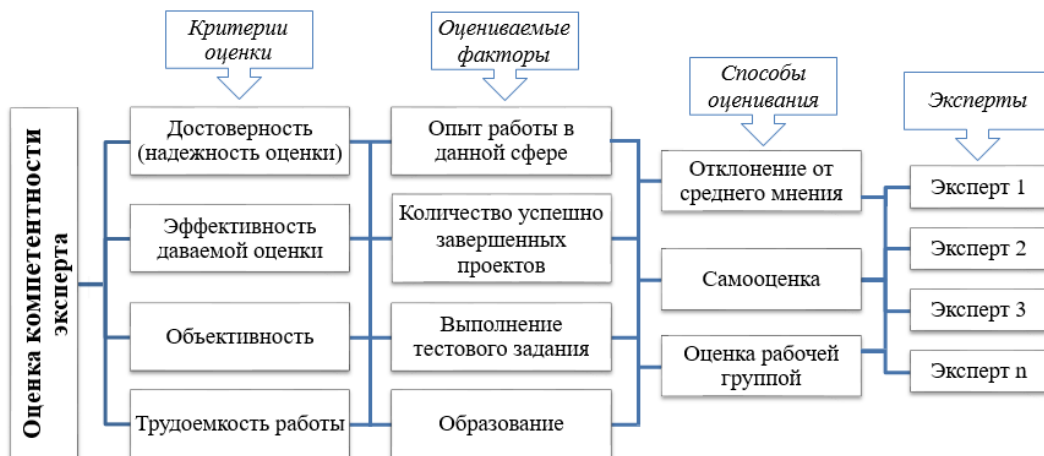 Критерии
оценки
Оцениваемые
факторы
Способы
оценивания
Эксперты
Оценка компетентности
эксперта
Достоверность
(надежность оценки)
Эффективность
даваемой оценки
Объективность
Трудоемкость работы
Опыт работы в
данной сфере
Количество успешно
завершенных
проектов
Выполнение
тестового задания
Образование
Отклонение от
среднего мнения
Самооценка
Оценка рабочей
группой
Эксперт 1
Эксперт 2
Эксперт 3
Эксперт n